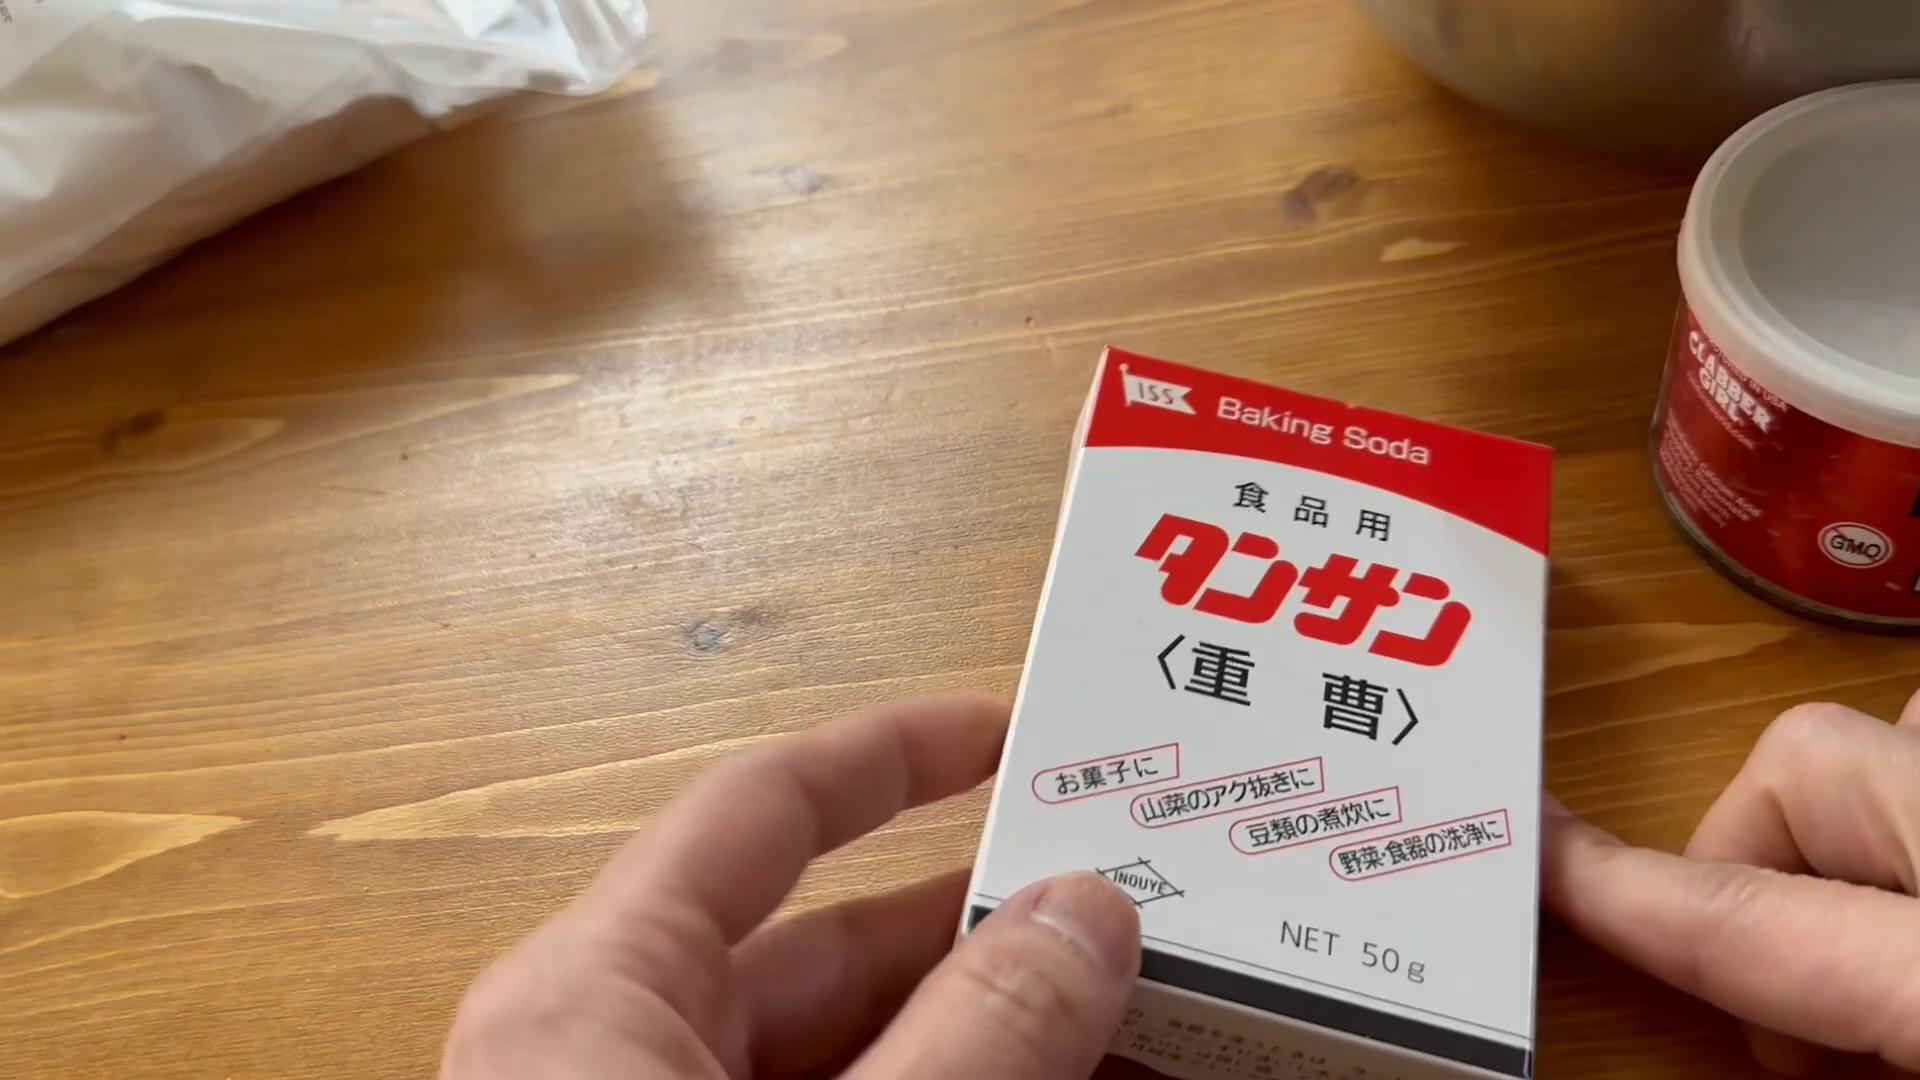 ISS
Baking Soda
食品用
タンサン
〈重曹〉
お菓子に
山菜のアク抜きに
豆類の煮炊に
野菜・食器の洗浄に
INOUYE
NET 50g
CLABBER
GIRL
GMO